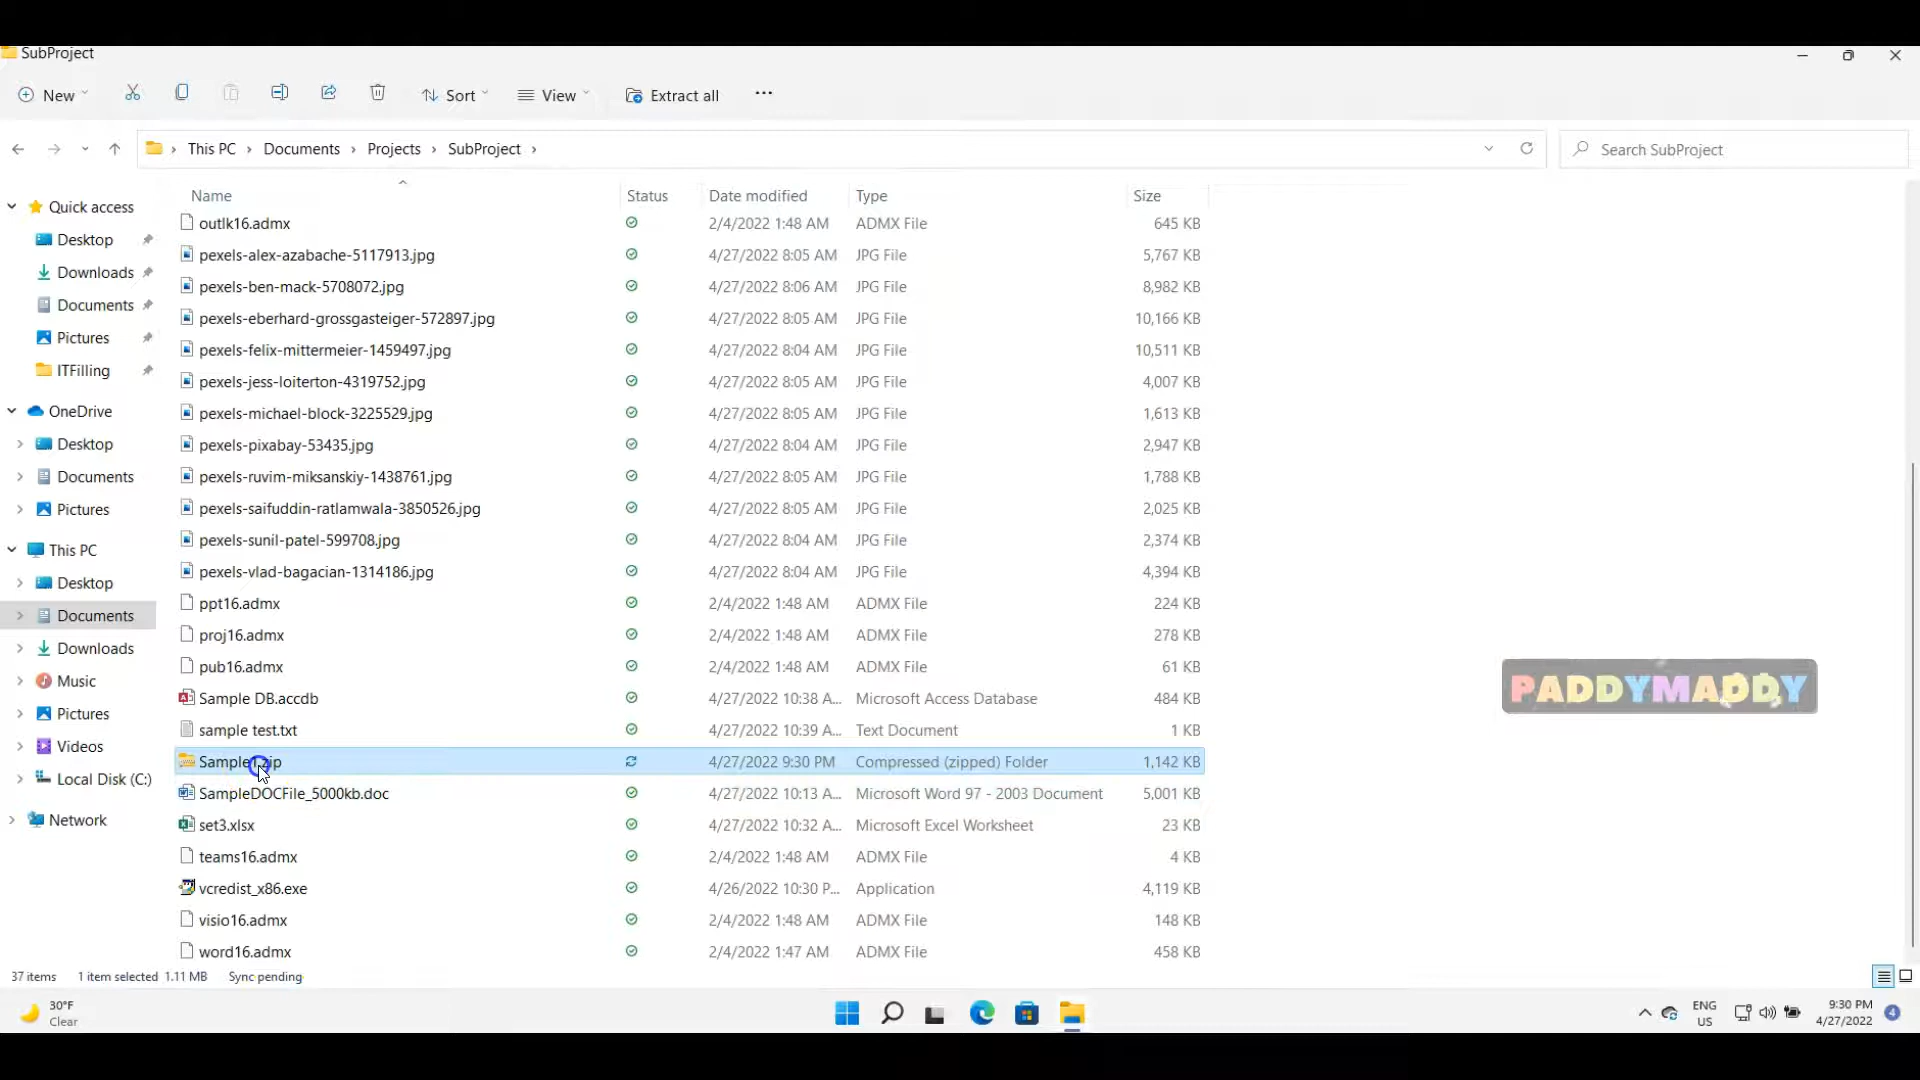 SubProject
New Sort View Extract all ...
This PC > Documents > Projects > SubProject >
Search SubProject
Name Status Date modified Type Size
outlk16.admx 2/4/2022 1:48 AM ADMX File 645 KB
pexels-alex-azabache-5117913.jpg 4/27/2022 8:05 AM JPG File 5,767 KB
pexels-ben-mack-5708072.jpg 4/27/2022 8:06 AM JPG File 8,982 KB
pexels-eberhard-grossgasteiger-572897.jpg 4/27/2022 8:05 AM JPG File 10,166 KB
pexels-felix-mittermeier-1459497.jpg 4/27/2022 8:04 AM JPG File 10,511 KB
pexels-jess-loiterton-4319752.jpg 4/27/2022 8:05 AM JPG File 4,007 KB
pexels-michael-block-3225529.jpg 4/27/2022 8:05 AM JPG File 1,613 KB
pexels-pixabay-53435.jpg 4/27/2022 8:04 AM JPG File 2,947 KB
pexels-ruvim-miksanskiy-1438761.jpg 4/27/2022 8:05 AM JPG File 1,788 KB
pexels-saifuddin-ratlamwala-3850526.jpg 4/27/2022 8:05 AM JPG File 2,025 KB
pexels-sunil-patel-599708.jpg 4/27/2022 8:04 AM JPG File 2,374 KB
pexels-vlad-bagacian-1314186.jpg 4/27/2022 8:04 AM JPG File 4,394 KB
ppt16.admx 2/4/2022 1:48 AM ADMX File 224 KB
proj16.admx 2/4/2022 1:48 AM ADMX File 278 KB
pub16.admx 2/4/2022 1:48 AM ADMX File 61 KB
Sample DB.accdb 4/27/2022 10:38 A... Microsoft Access Database 484 KB
sample test.txt 4/27/2022 10:39 A... Text Document 1 KB
Sample1.zip 4/27/2022 9:30 PM Compressed (zipped) Folder 1,142 KB
SampleDOCFile_5000kb.doc 4/27/2022 10:13 A... Microsoft Word 97 - 2003 Document 5,001 KB
set3.xlsx 4/27/2022 10:32 A... Microsoft Excel Worksheet 23 KB
teams16.admx 2/4/2022 1:48 AM ADMX File 4 KB
vcredist_x86.exe 4/26/2022 10:30 P... Application 4,119 KB
visio16.admx 2/4/2022 1:48 AM ADMX File 148 KB
word16.admx 2/4/2022 1:47 AM ADMX File 458 KB
Quick access
Desktop
Downloads
Documents
Pictures
ITFilling
OneDrive
Desktop
Documents
Pictures
This PC
Desktop
Documents
Downloads
Music
Pictures
Videos
Local Disk (C:)
Network
PADDYMADDY
37 items 1 item selected 1.11 MB Sync pending
30°F
Clear
ENG
US
9:30 PM
4/27/2022
4